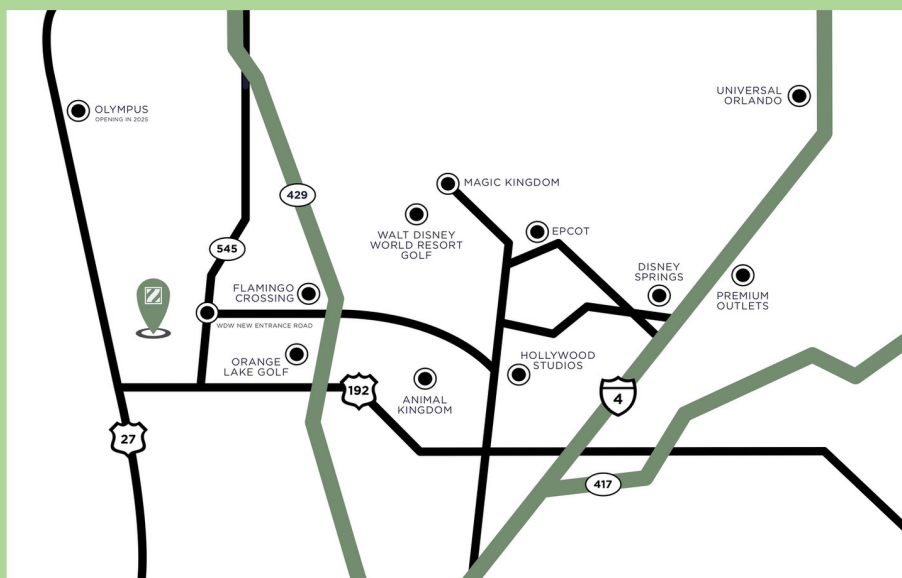 OLYMPUS
OPENING IN 2025
UNIVERSAL
ORLANDO
429
MAGIC KINGDOM
WALT DISNEY
WORLD RESORT
GOLF
EPCOT
545
DISNEY
SPRINGS
FLAMINGO
CROSSING
PREMIUM
OUTLETS
WDW NEW ENTRANCE ROAD
ORANGE
LAKE GOLF
HOLLYWOOD
STUDIOS
192
ANIMAL
KINGDOM
4
27
417